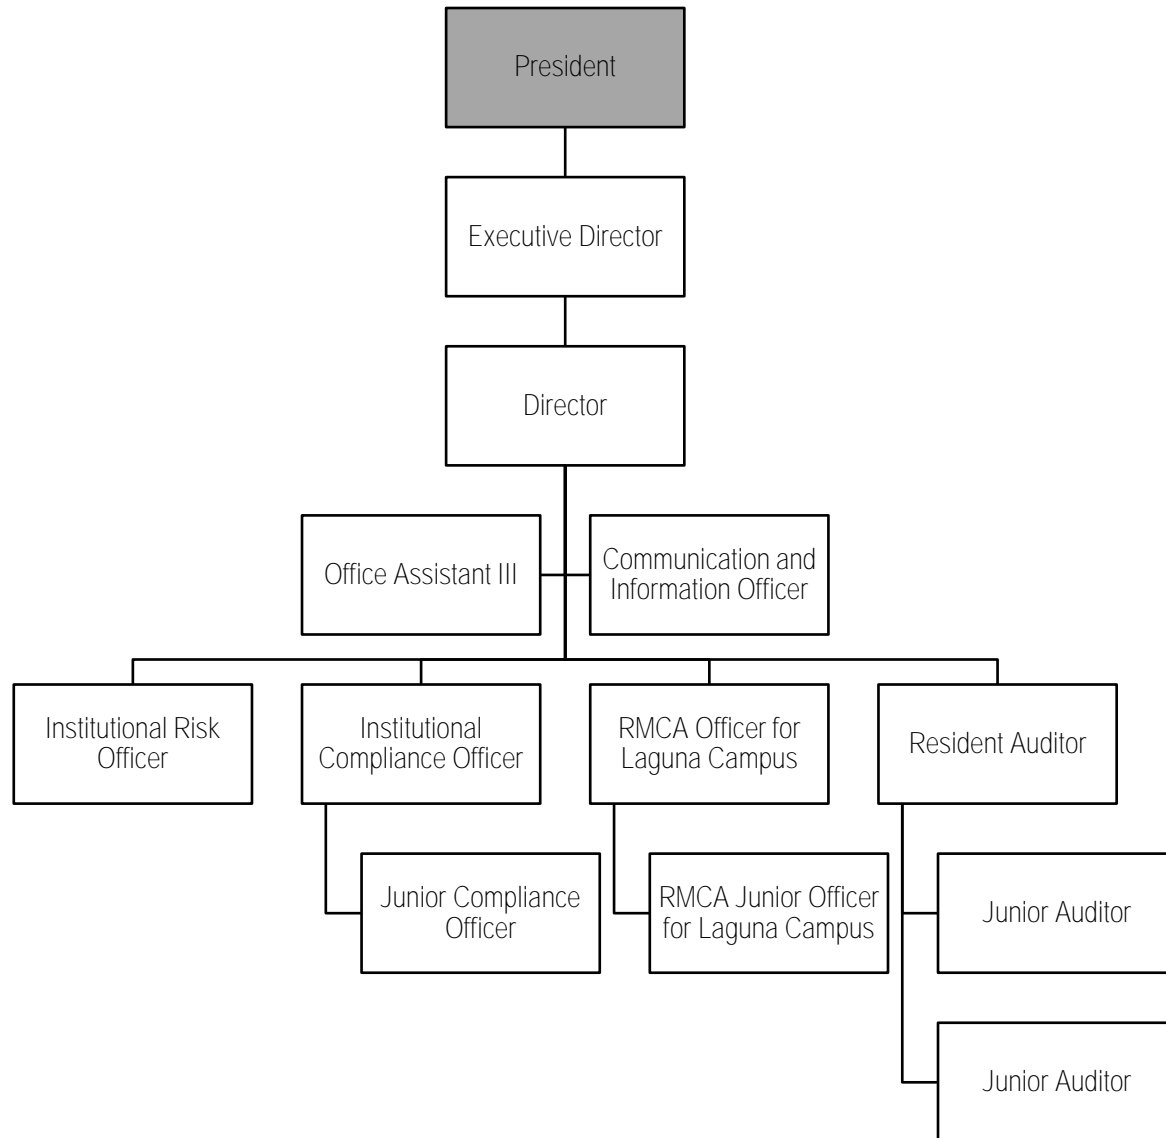 President
Executive Director
Director
Office Assistant III
Communication and
Information Officer
Institutional Risk
Officer
Institutional
Compliance Officer
RMCA Officer for
Laguna Campus
Resident Auditor
Junior Compliance
Officer
RMCA Junior Officer
for Laguna Campus
Junior Auditor
Junior Auditor